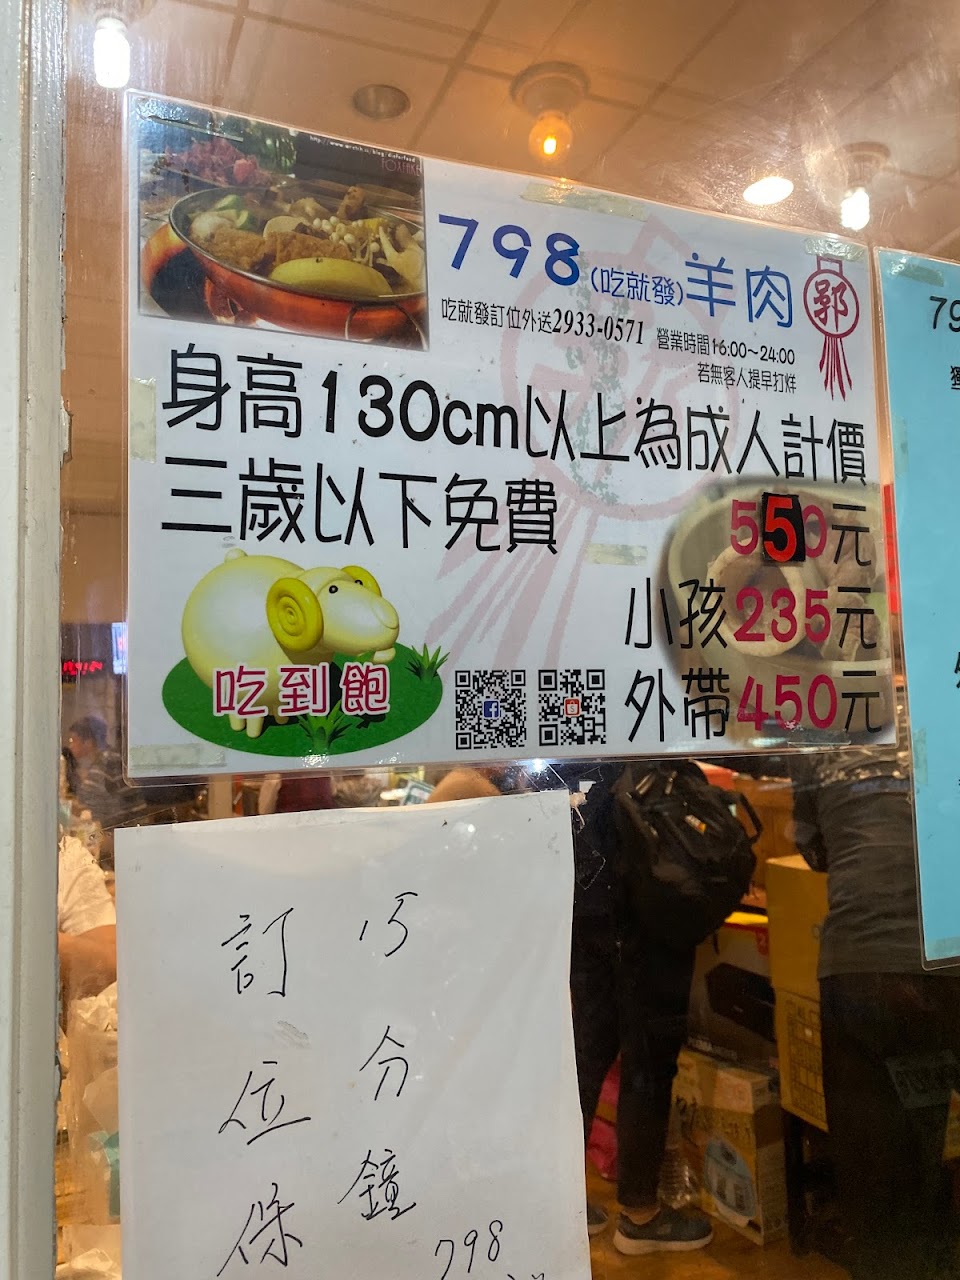 798(吃就發)羊肉
郭
吃就發訂位外送2933-0571
營業時間16:00~24:00
若無客人提早打烊
身高130cm以上為成人計價
550元
三歲以下免費
小孩235元
外帶450元
吃到飽
訂位保
15分鐘
798
79